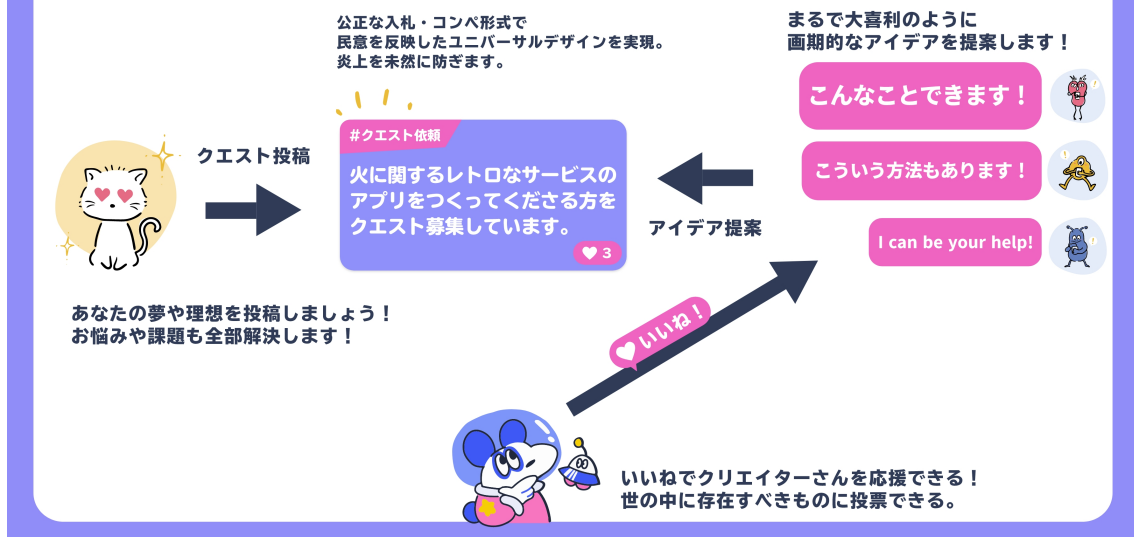 公正な入札・コンペ形式で
民意を反映したユニバーサルデザインを実現。
炎上を未然に防ぎます。
まるで大喜利のように
画期的なアイデアを提案します！
クエスト投稿
#クエスト依頼
火に関するレトロなサービスの
アプリをつくってくださる方を
クエスト募集しています。
3
アイデア提案
こんなことできます！
こういう方法もあります！
I can be your help!
あなたの夢や理想を投稿しましょう！
お悩みや課題も全部解決します！
いいね！
いいねでクリエイターさんを応援できる！
世の中に存在すべきものに投票できる。